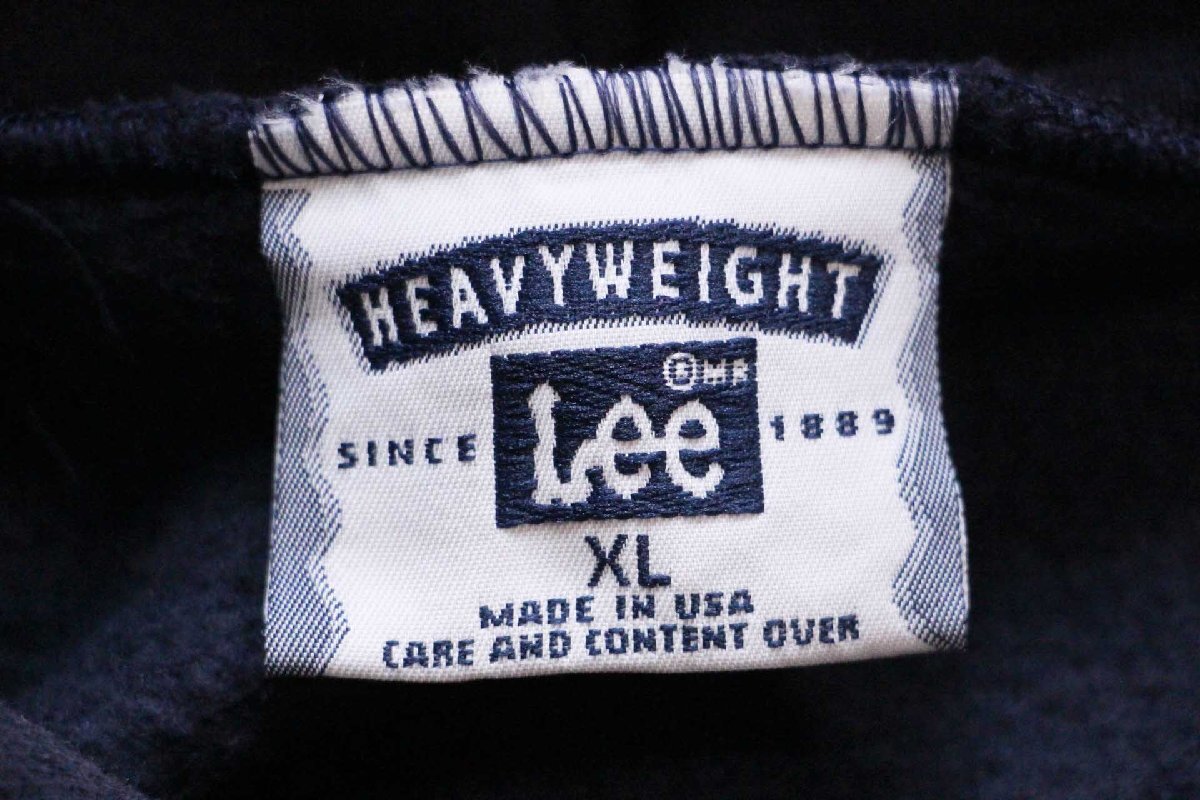 HEAVYWEIGHT
Lee
SINCE 1889
XL
MADE IN USA
CARE AND CONTENT OVER